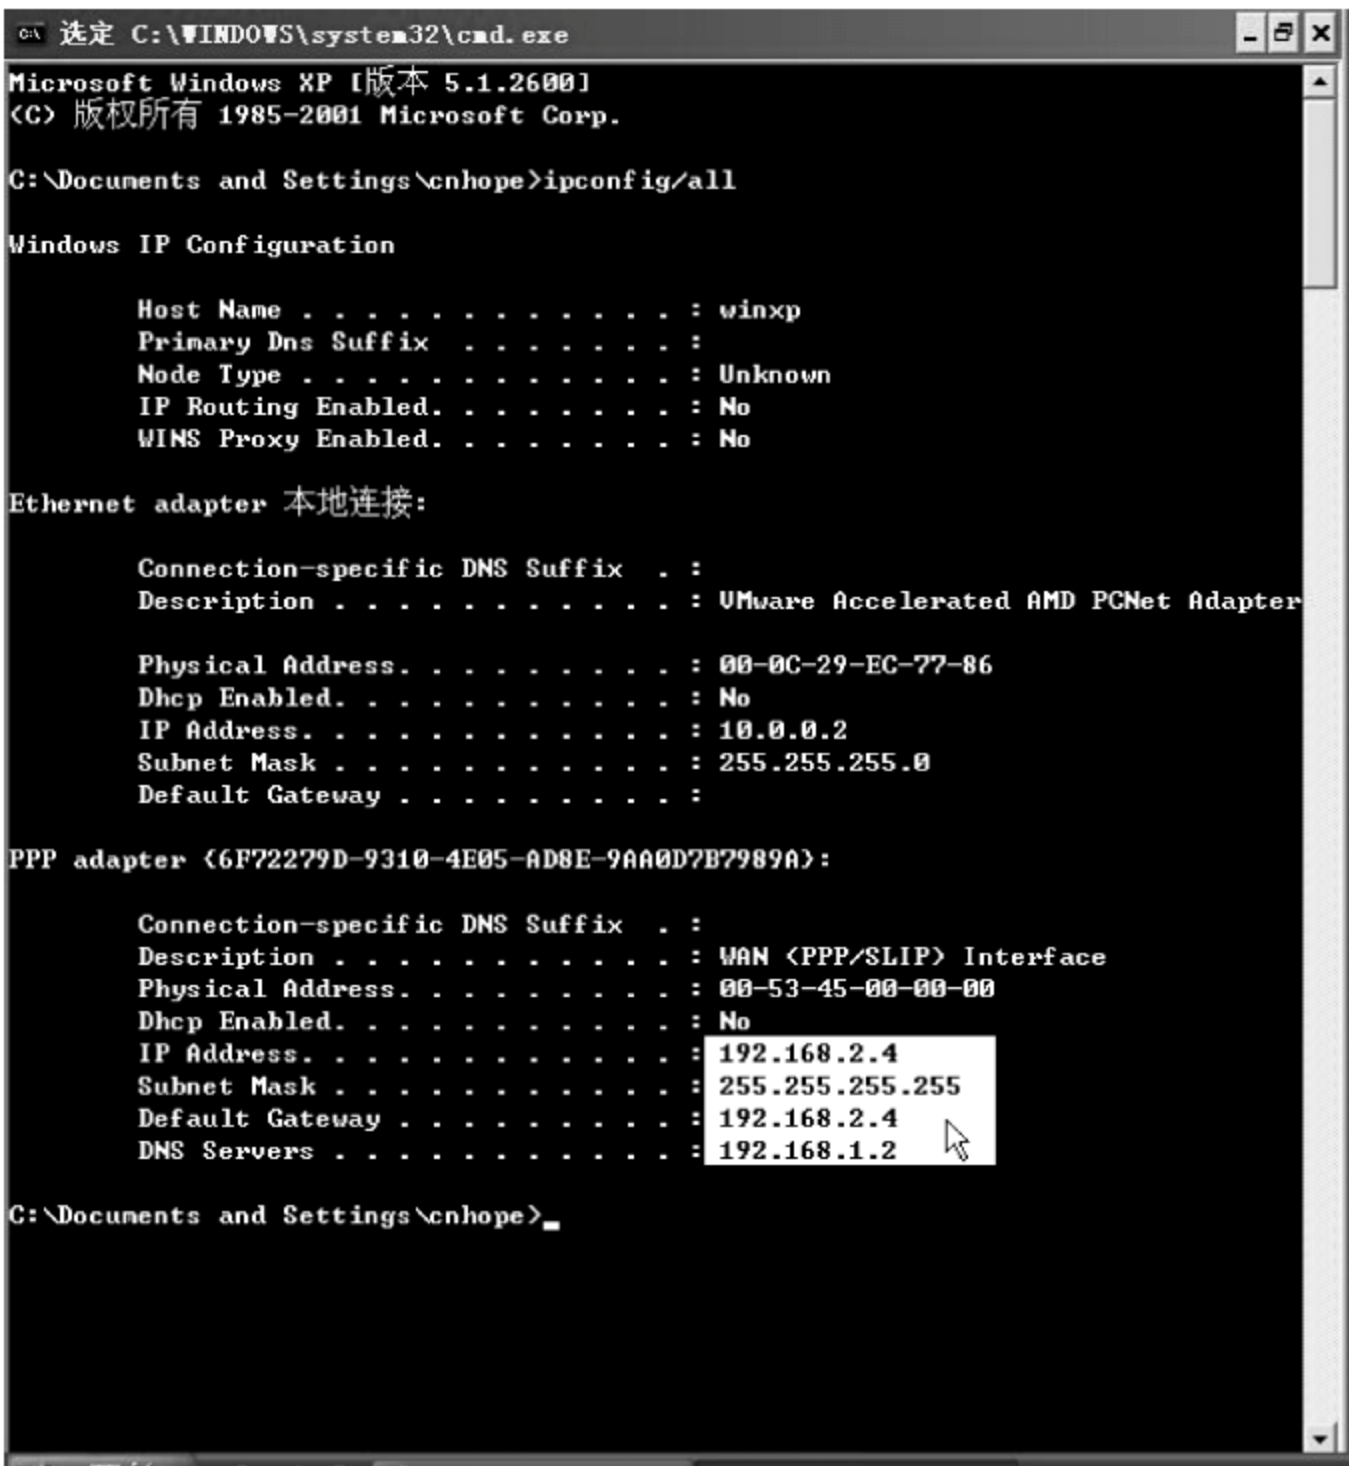 选定 C:\WINDOWS\system32\cmd.exe
Microsoft Windows XP [版本 5.1.2600]
(C) 版权所有 1985-2001 Microsoft Corp.
C:\Documents and Settings\cnhope>ipconfig/all
Windows IP Configuration
Host Name . . . . . . . . . . . . : winxp
Primary Dns Suffix  . . . . . . . :
Node Type . . . . . . . . . . . . : Unknown
IP Routing Enabled. . . . . . . . : No
WINS Proxy Enabled. . . . . . . . : No
Ethernet adapter 本地连接:
Connection-specific DNS Suffix  . :
Description . . . . . . . . . . . : VMware Accelerated AMD PCNet Adapter
Physical Address. . . . . . . . . : 00-0C-29-EC-77-86
Dhcp Enabled. . . . . . . . . . . : No
IP Address. . . . . . . . . . . . : 10.0.0.2
Subnet Mask . . . . . . . . . . . : 255.255.255.0
Default Gateway . . . . . . . . . :
PPP adapter {6F72279D-9310-4E05-AD8E-9AA0D7B7989A}:
Connection-specific DNS Suffix  . :
Description . . . . . . . . . . . : WAN (PPP/SLIP) Interface
Physical Address. . . . . . . . . : 00-53-45-00-00-00
Dhcp Enabled. . . . . . . . . . . : No
IP Address. . . . . . . . . . . . : 192.168.2.4
Subnet Mask . . . . . . . . . . . : 255.255.255.255
Default Gateway . . . . . . . . . : 192.168.2.4
DNS Servers . . . . . . . . . . . : 192.168.1.2
C:\Documents and Settings\cnhope>_